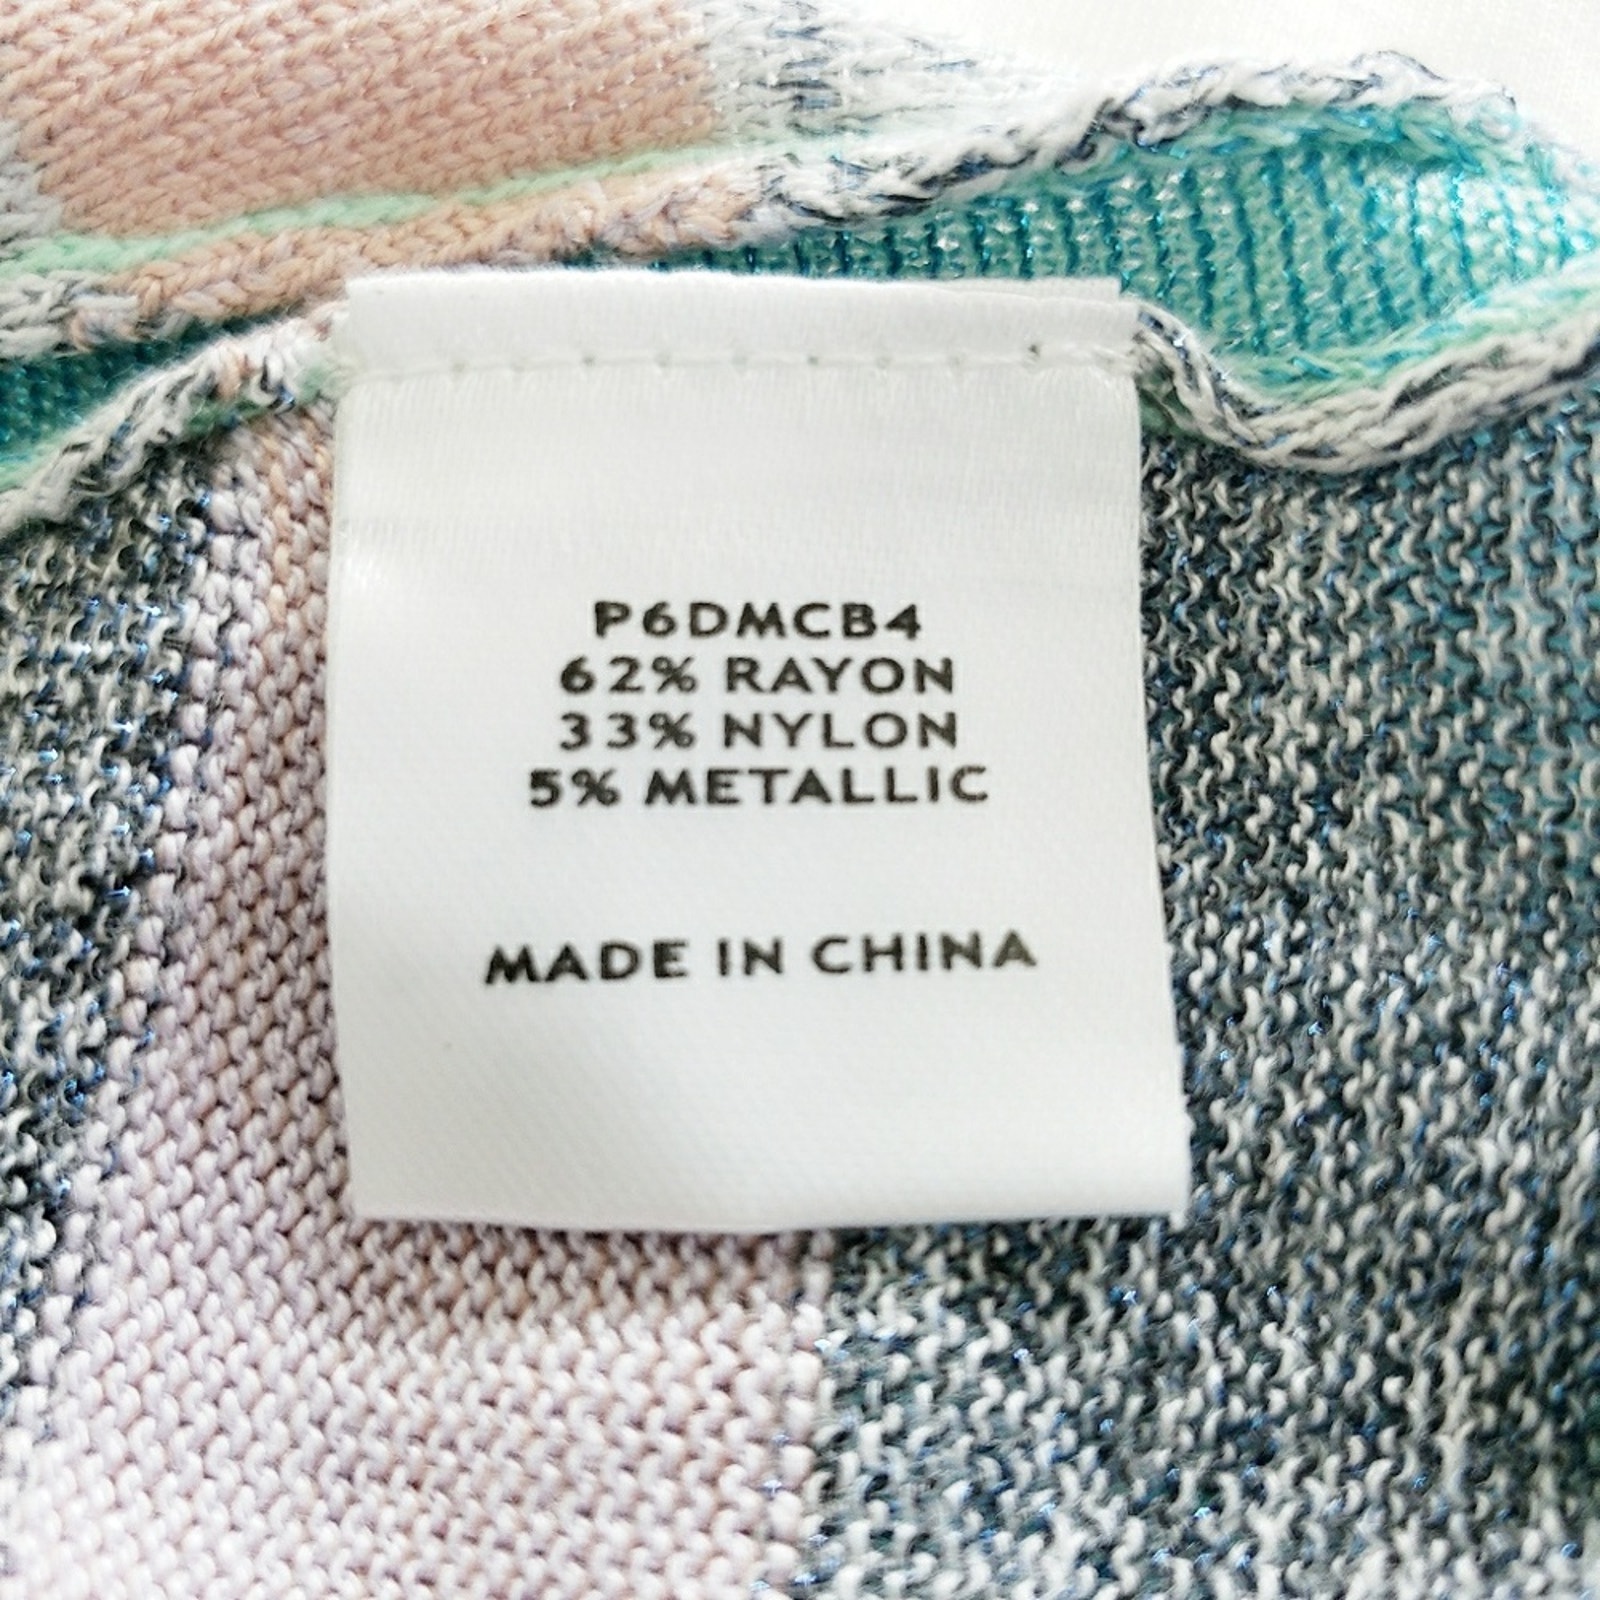 P6DMCB4
62% RAYON
33% NYLON
5% METALLIC
MADE IN CHINA